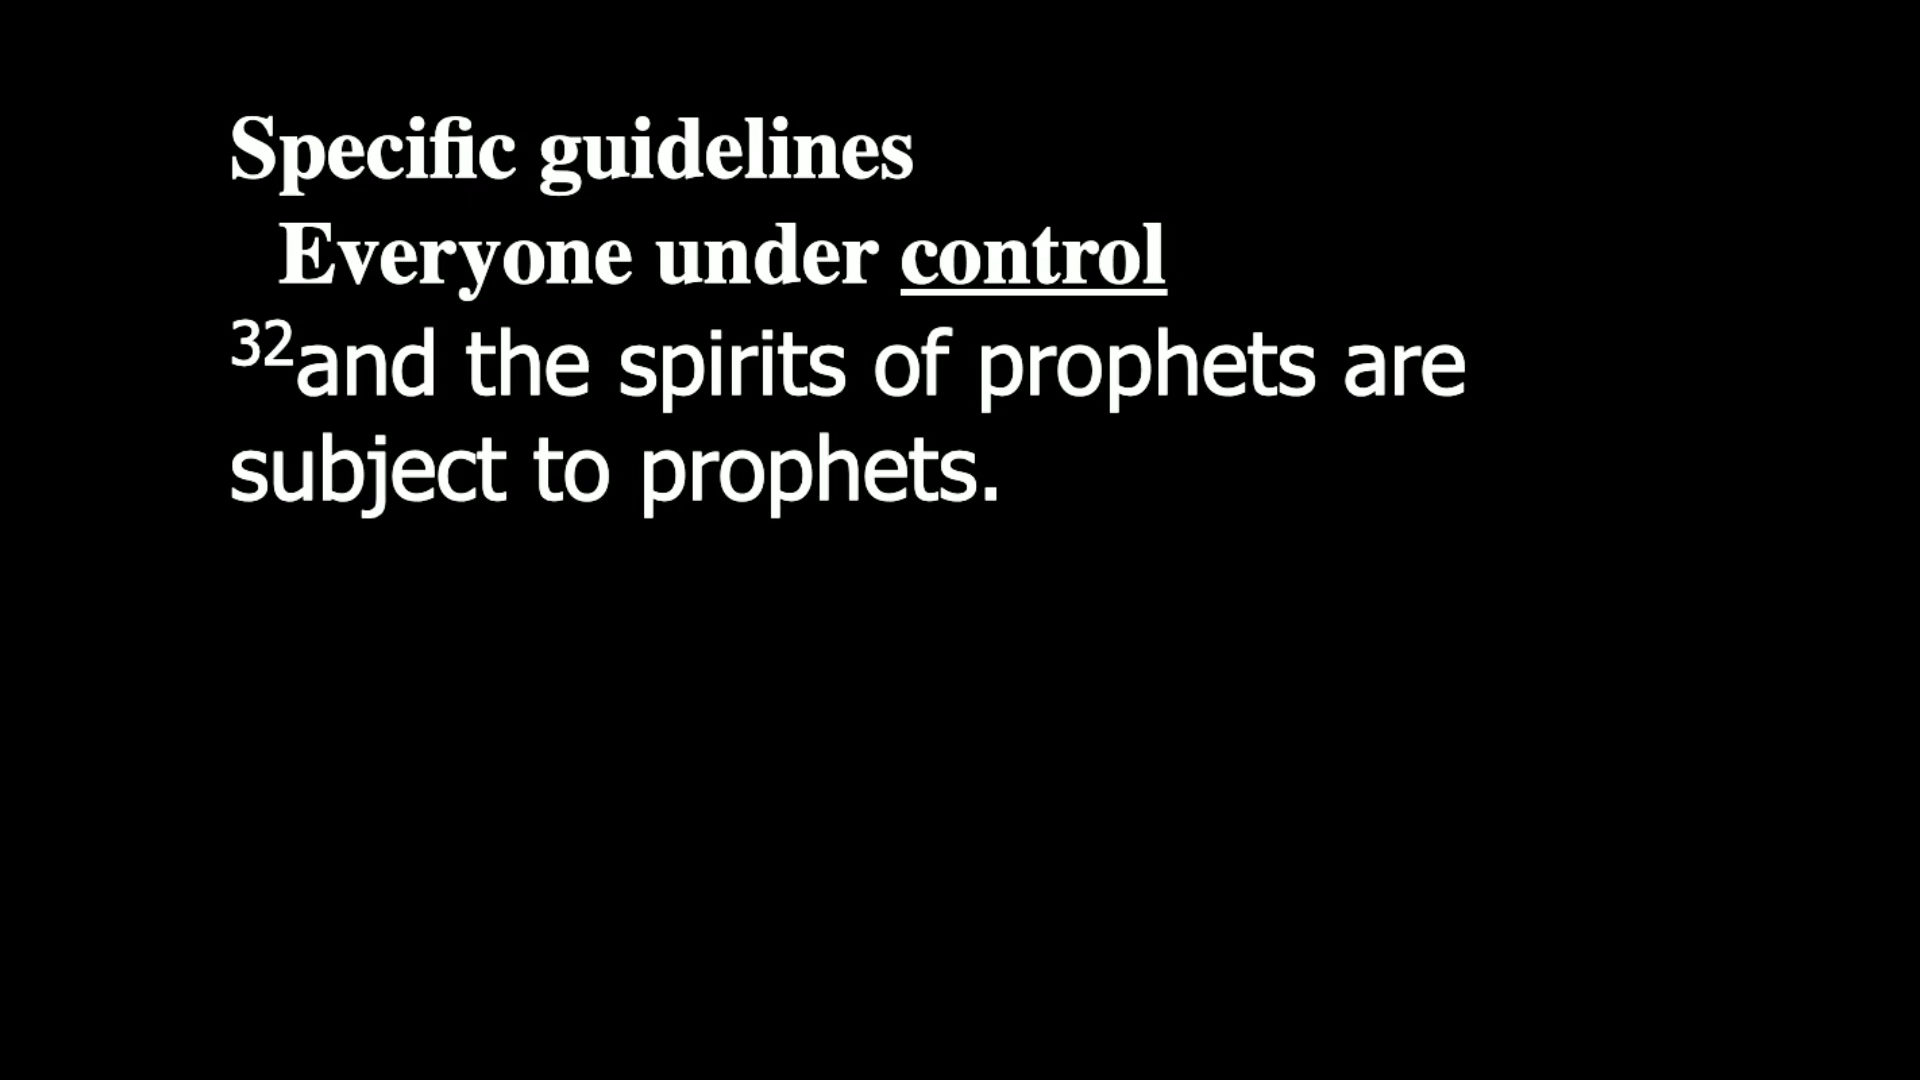 Specific guidelines
Everyone under control
32and the spirits of prophets are
subject to prophets.